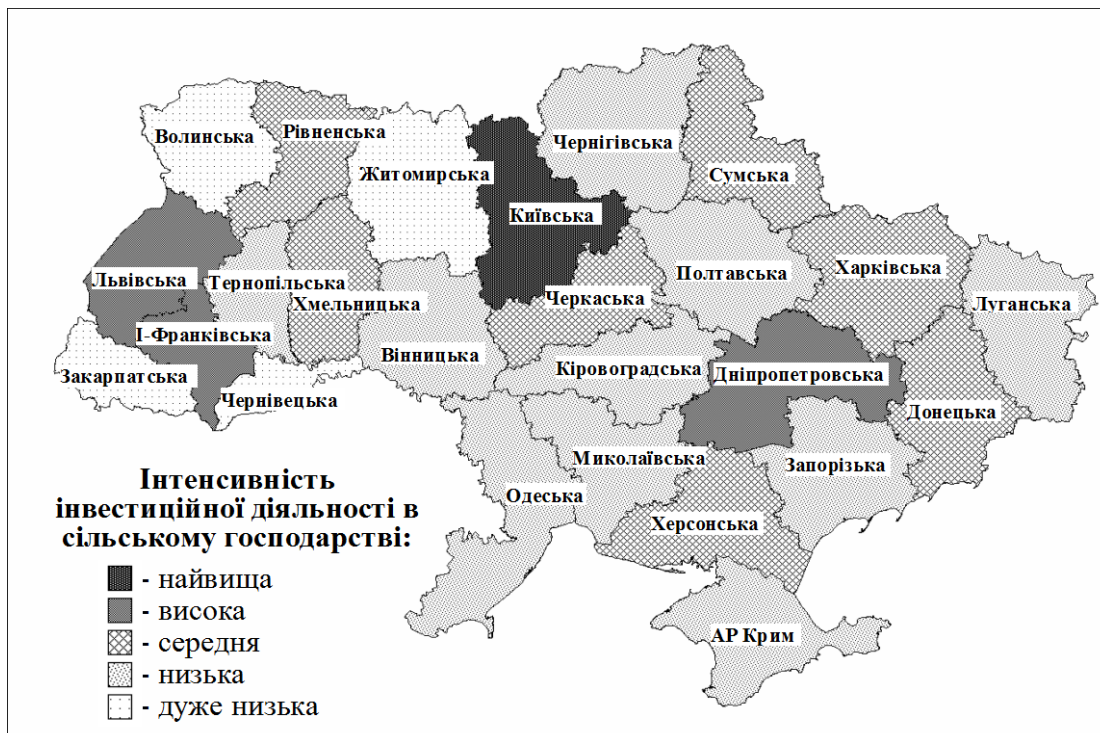 Волинська
Рівненська
Житомирська
Чернігівська
Сумська
Київська
Львівська
Тернопільська
Хмельницька
Черкаська
Полтавська
Харківська
Луганська
І-Франківська
Вінницька
Кіровоградська
Дніпропетровська
Закарпатська
Чернівецька
Донецька
Миколаївська
Запорізька
Одеська
Херсонська
АР Крим
Інтенсивність
інвестиційної діяльності в
сільському господарстві:
- найвища
- висока
- середня
- низька
- дуже низька